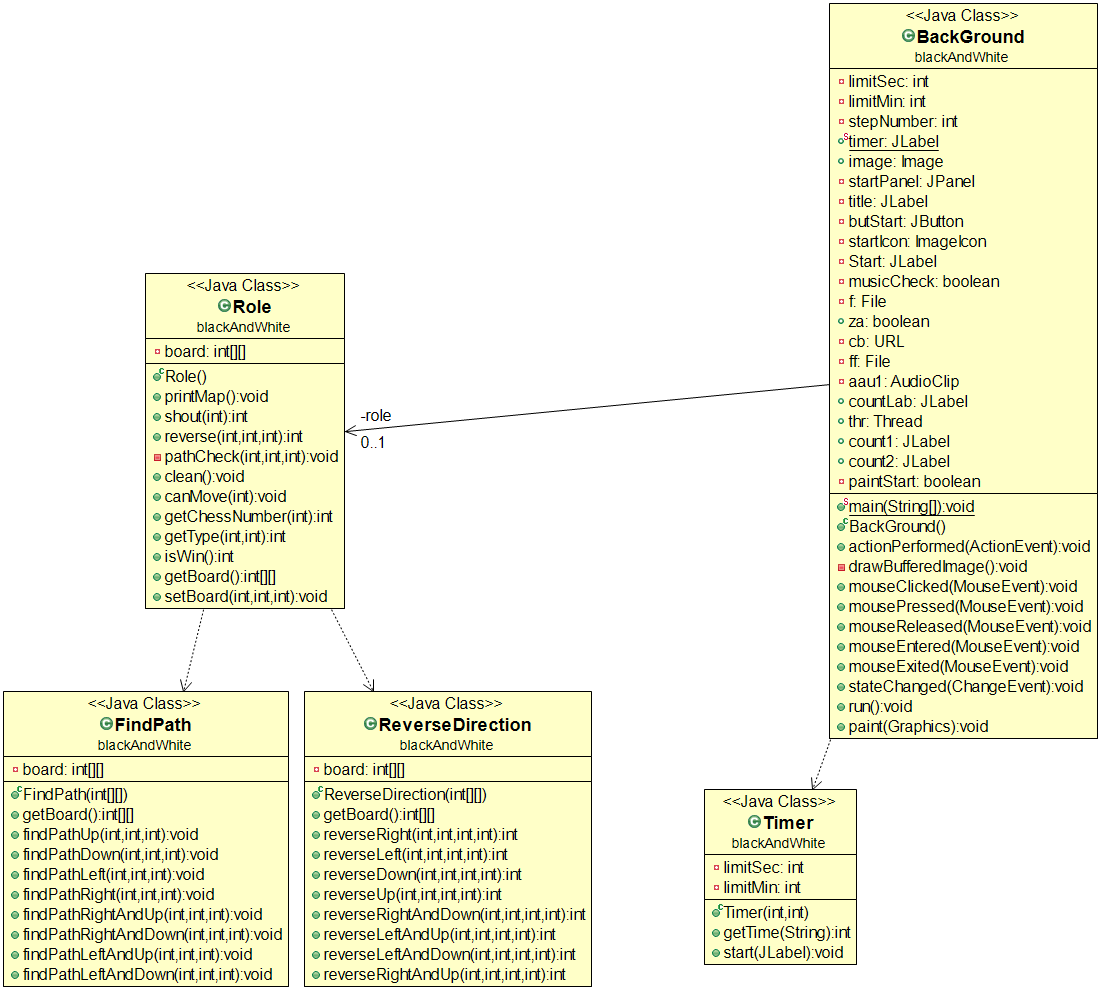 <<Java Class>>
BackGround
blackAndWhite
limitSec: int
limitMin: int
stepNumber: int
timer: JLabel
image: Image
startPanel: JPanel
title: JLabel
butStart: JButton
startIcon: ImageIcon
Start: JLabel
musicCheck: boolean
f: File
za: boolean
cb: URL
ff: File
aau1: AudioClip
countLab: JLabel
thr: Thread
count1: JLabel
count2: JLabel
paintStart: boolean
main(String[]):void
BackGround()
actionPerformed(ActionEvent):void
drawBufferedImage():void
mouseClicked(MouseEvent):void
mousePressed(MouseEvent):void
mouseReleased(MouseEvent):void
mouseEntered(MouseEvent):void
mouseExited(MouseEvent):void
stateChanged(ChangeEvent):void
run():void
paint(Graphics):void
<<Java Class>>
Role
blackAndWhite
board: int[][]
Role()
printMap():void
shout(int):int
reverse(int,int,int):int
pathCheck(int,int,int):void
clean():void
canMove(int):void
getChessNumber(int):int
getType(int,int):int
isWin():int
getBoard():int[][]
setBoard(int,int,int):void
-role
0..1
<<Java Class>>
FindPath
blackAndWhite
board: int[][]
FindPath(int[][])
getBoard():int[][]
findPathUp(int,int,int):void
findPathDown(int,int,int):void
findPathLeft(int,int,int):void
findPathRight(int,int,int):void
findPathRightAndUp(int,int,int):void
findPathRightAndDown(int,int,int):void
findPathLeftAndUp(int,int,int):void
findPathLeftAndDown(int,int,int):void
<<Java Class>>
ReverseDirection
blackAndWhite
board: int[][]
ReverseDirection(int[][])
getBoard():int[][]
reverseRight(int,int,int,int):int
reverseLeft(int,int,int,int):int
reverseDown(int,int,int,int):int
reverseUp(int,int,int,int):int
reverseRightAndDown(int,int,int,int):int
reverseLeftAndUp(int,int,int,int):int
reverseLeftAndDown(int,int,int,int):int
reverseRightAndUp(int,int,int,int):int
<<Java Class>>
Timer
blackAndWhite
limitSec: int
limitMin: int
Timer(int,int)
getTime(String):int
start(JLabel):void